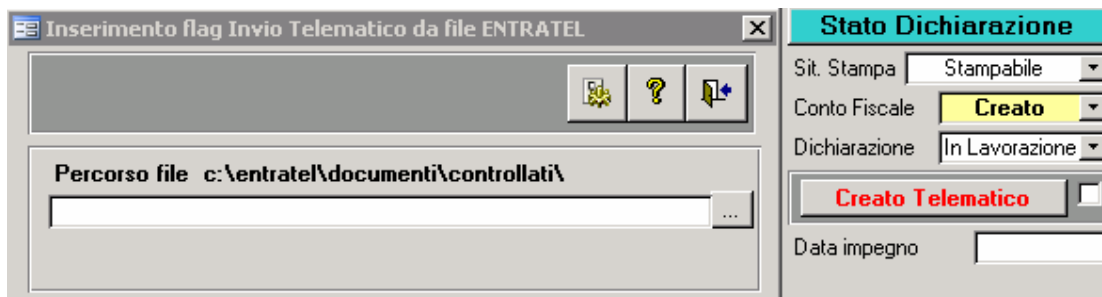 Inserimento flag Invio Telematico da file ENTRATEL
Percorso file c:\entratel\documenti\controllati\
...
Stato Dichiarazione
Sit. Stampa Stampabile
Conto Fiscale Creato
Dichiarazione In Lavorazione
Creato Telematico
Data impegno